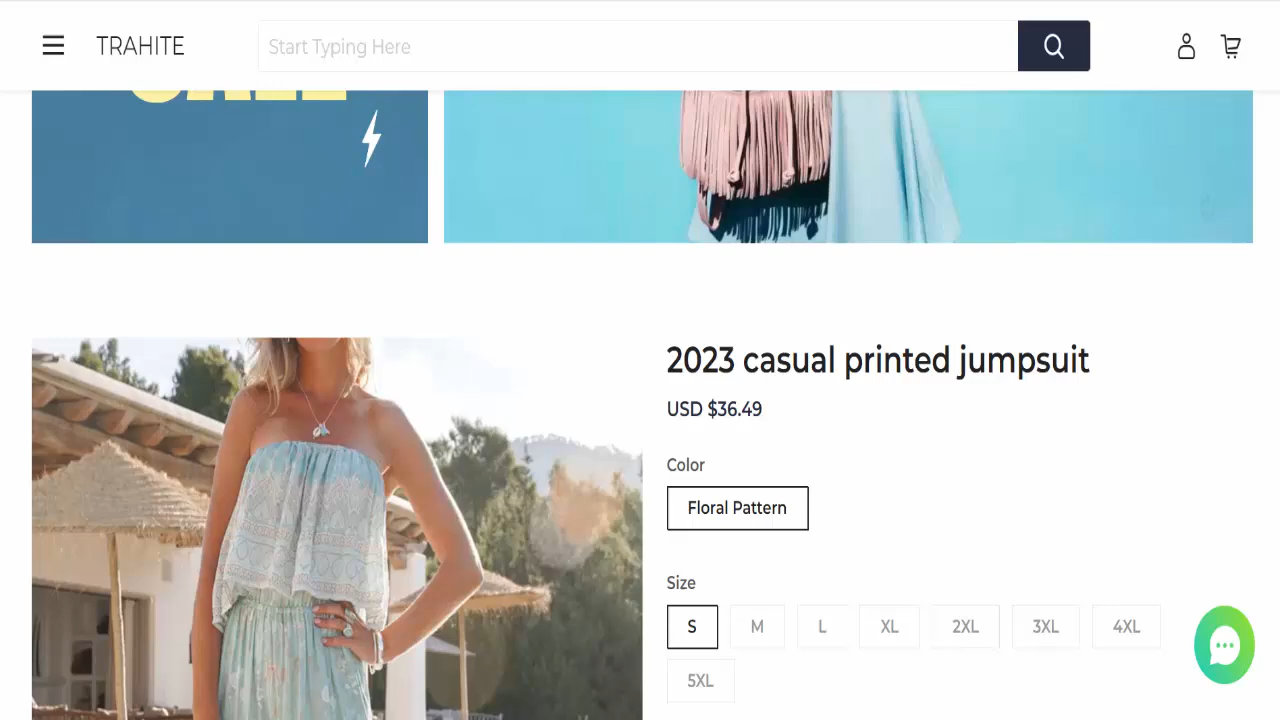 TRAHITE
Start Typing Here
2023 casual printed jumpsuit
USD $36.49
Color
Floral Pattern
Size
S M L XL 2XL 3XL 4XL
5XL